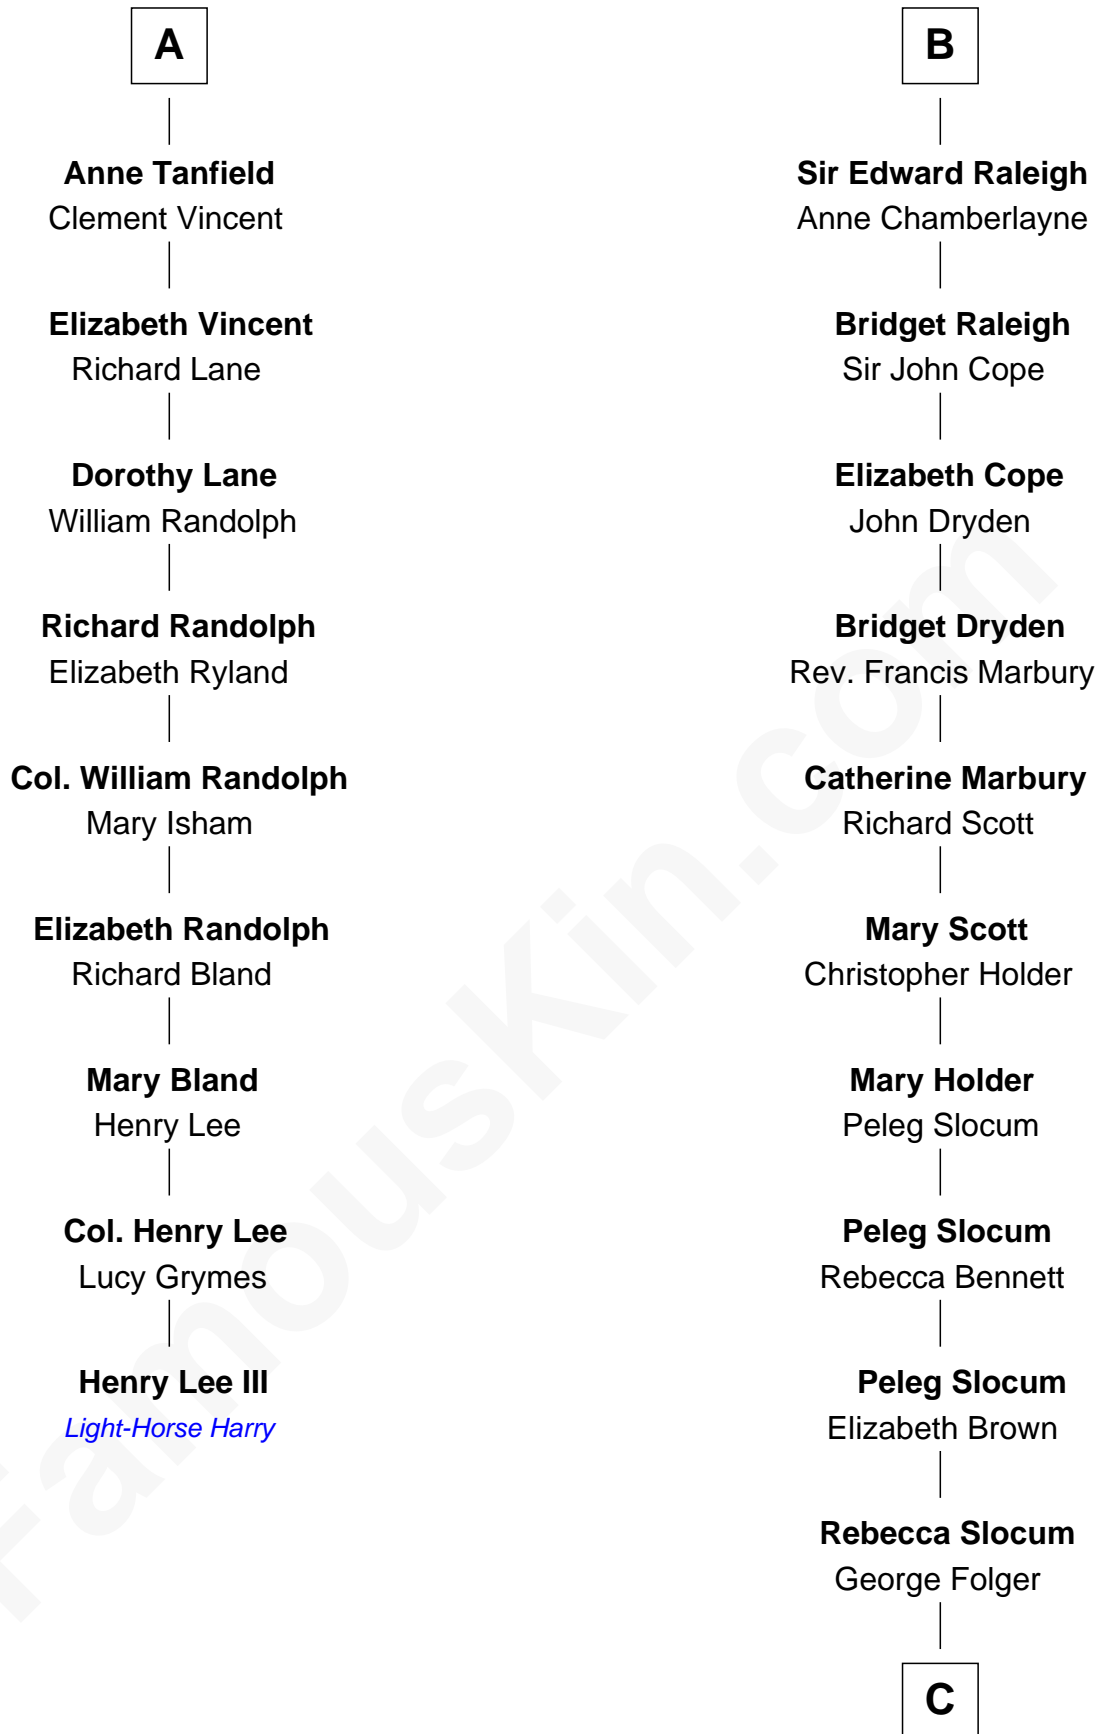 A
Anne Tanfield
Clement Vincent
Elizabeth Vincent
Richard Lane
Dorothy Lane
William Randolph
Richard Randolph
Elizabeth Ryland
Col. William Randolph
Mary Isham
Elizabeth Randolph
Richard Bland
Mary Bland
Henry Lee
Col. Henry Lee
Lucy Grymes
Henry Lee III
Light-Horse Harry
B
Sir Edward Raleigh
Anne Chamberlayne
Bridget Raleigh
Sir John Cope
Elizabeth Cope
John Dryden
Bridget Dryden
Rev. Francis Marbury
Catherine Marbury
Richard Scott
Mary Scott
Christopher Holder
Mary Holder
Peleg Slocum
Peleg Slocum
Rebecca Bennett
Peleg Slocum
Elizabeth Brown
Rebecca Slocum
George Folger
C
FamousKin.com